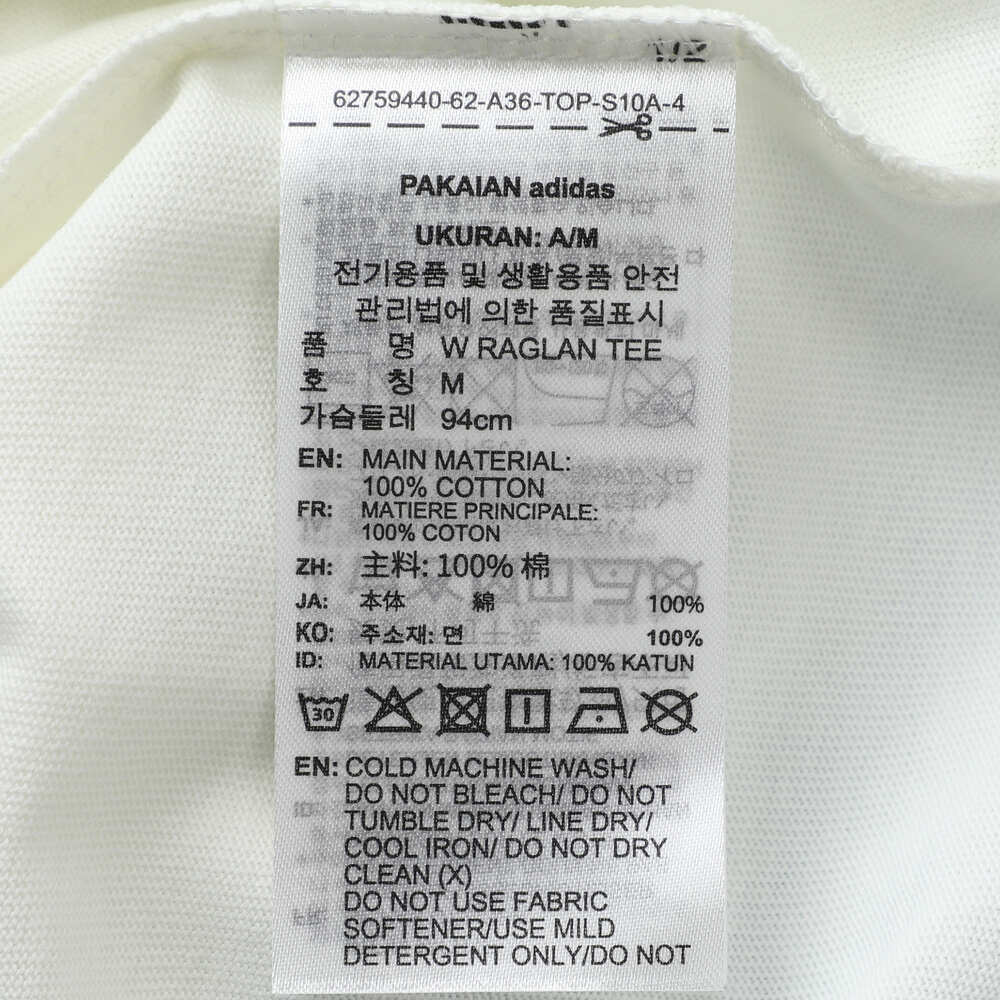 1/2
62759440-62-A36-TOP-S10A-4
PAKAIAN adidas
UKURAN: A/M
전기용품 및 생활용품 안전
관리법에 의한 품질표시
품 명 W RAGLAN TEE
호 칭 M
가슴둘레 94cm
EN: MAIN MATERIAL:
100% COTTON
FR: MATIERE PRINCIPALE:
100% COTON
ZH: 主料: 100% 棉
JA: 本体 綿 100%
KO: 주소재: 면 100%
ID: MATERIAL UTAMA: 100% KATUN
30
EN: COLD MACHINE WASH/
DO NOT BLEACH/ DO NOT
TUMBLE DRY/ LINE DRY/
COOL IRON/ DO NOT DRY
CLEAN (X)
DO NOT USE FABRIC
SOFTENER/USE MILD
DETERGENT ONLY/DO NOT